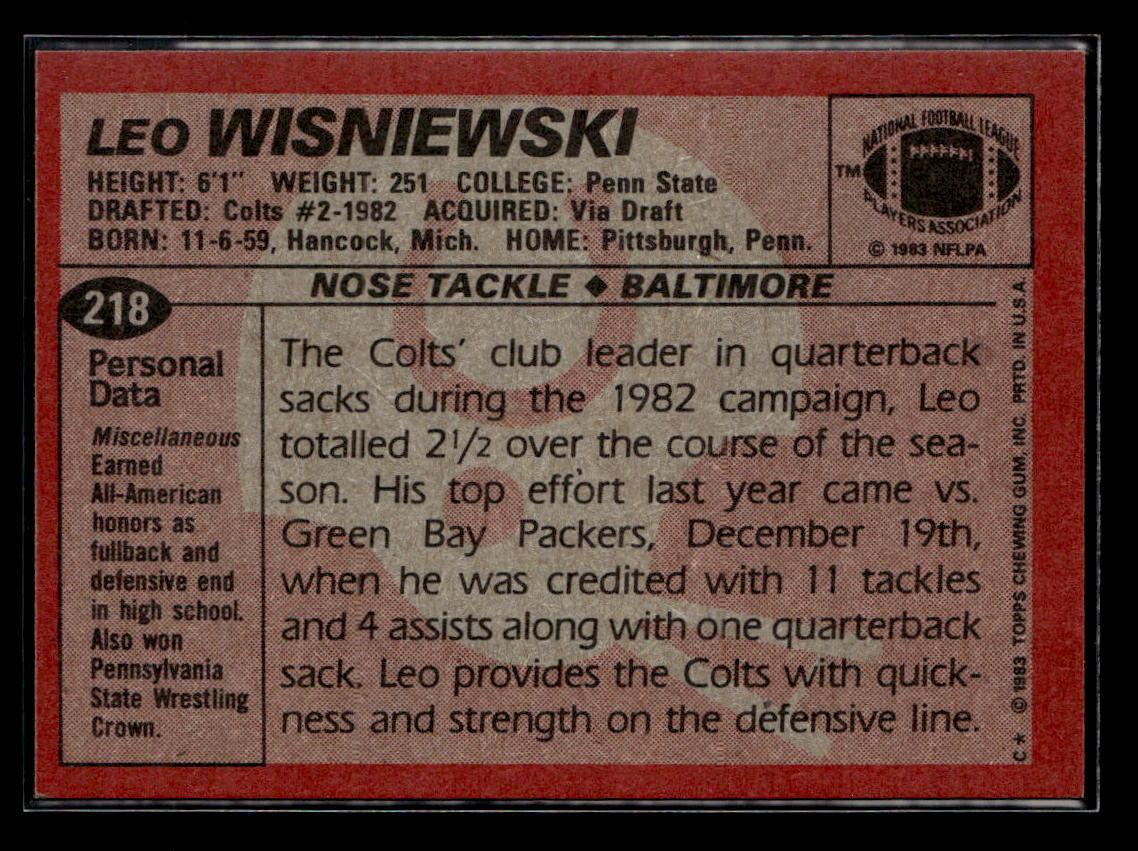 LEO WISNIEWSKI
HEIGHT: 6'1" WEIGHT: 251 COLLEGE: Penn State
DRAFTED: Colts #2-1982 ACQUIRED: Via Draft
BORN: 11-6-59, Hancock, Mich. HOME: Pittsburgh, Penn.
NATIONAL FOOTBALL LEAGUE
TM
PLAYERS ASSOCIATION
© 1983 NFLPA
NOSE TACKLE ◆ BALTIMORE
218
Personal
Data
Miscellaneous
Earned
All-American
honors as
fullback and
defensive end
in high school.
Also won
Pennsylvania
State Wrestling
Crown.
The Colts' club leader in quarterback
sacks during the 1982 campaign, Leo
totalled 2½ over the course of the sea-
son. His top effort last year came vs.
Green Bay Packers, December 19th,
when he was credited with 11 tackles
and 4 assists along with one quarterback
sack. Leo provides the Colts with quick-
ness and strength on the defensive line.
C* © 1983 TOPPS CHEWING GUM, INC. PRTD. IN U.S.A.